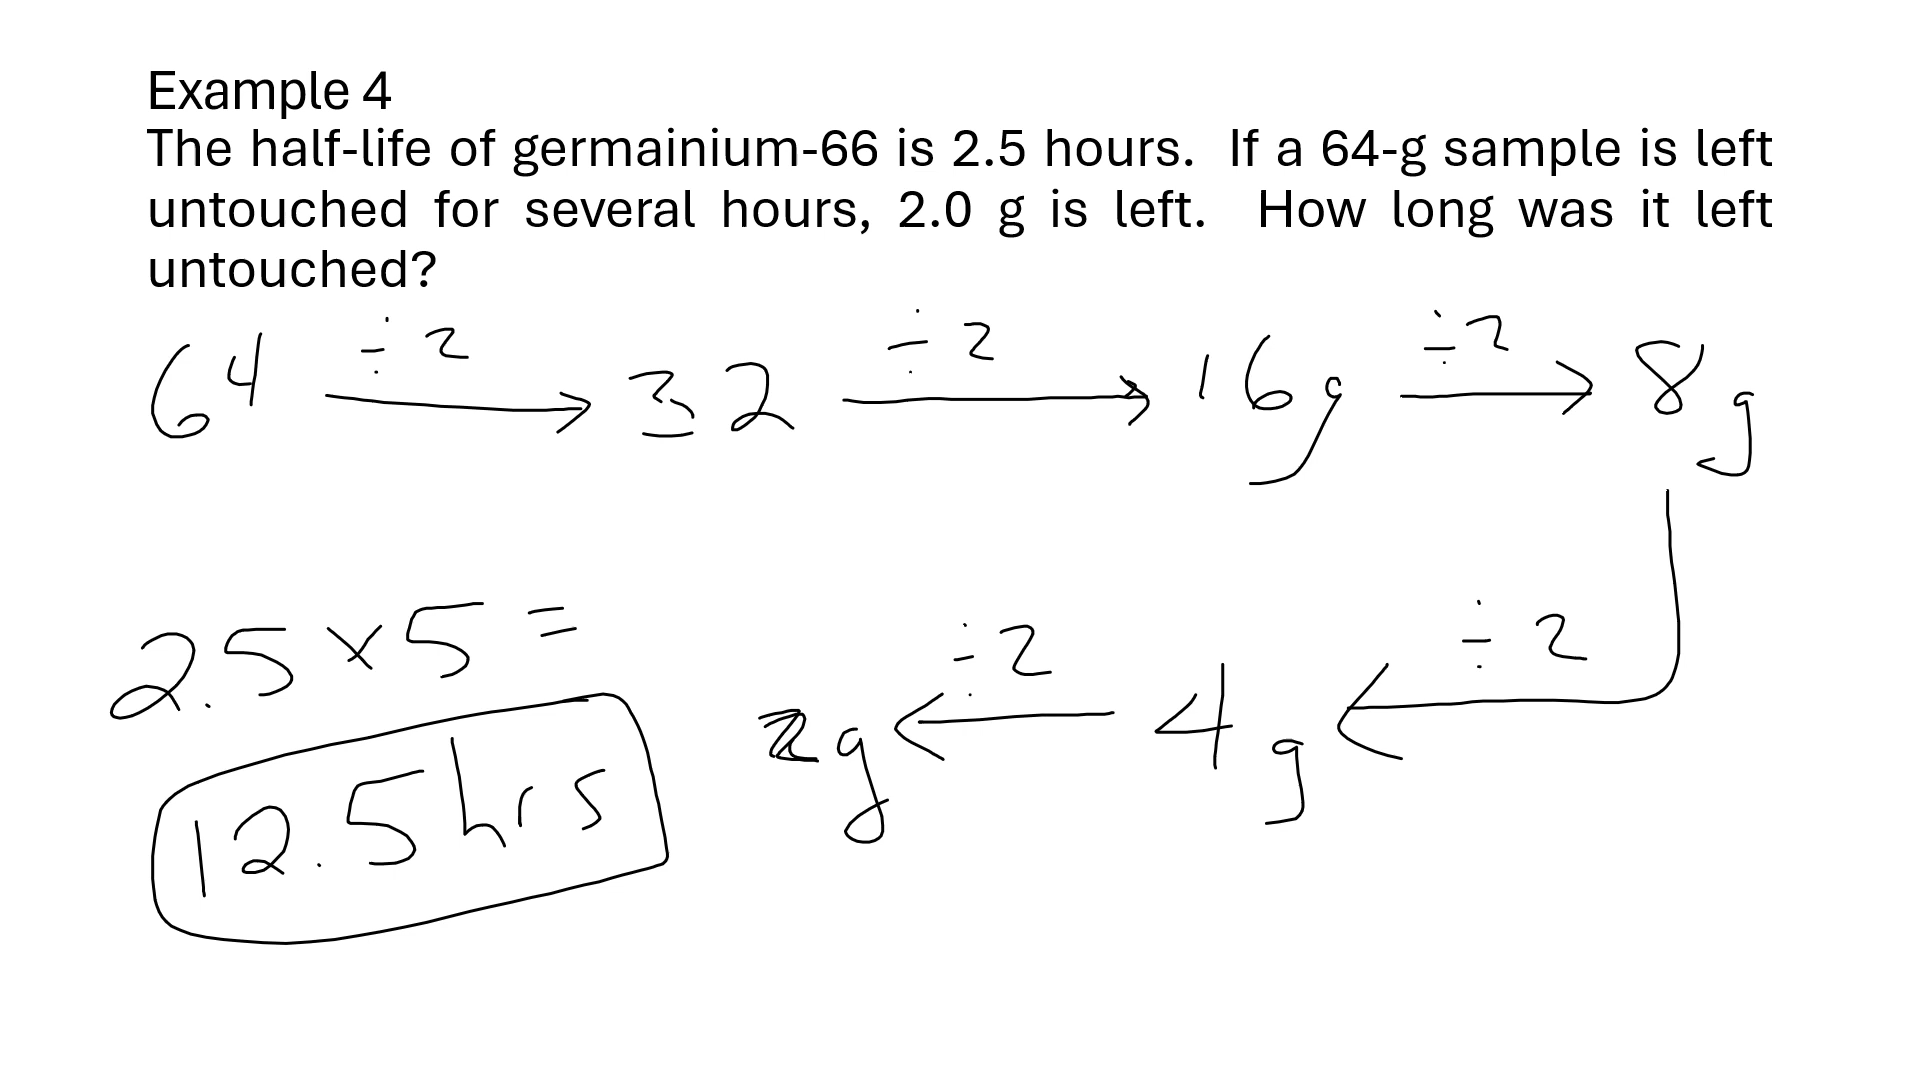 Example 4
The half-life of germainium-66 is 2.5 hours. If a 64-g sample is left
untouched for several hours, 2.0 g is left. How long was it left
untouched?
64 ÷2 → 32 ÷2 → 16g ÷2 → 8g
2.5 × 5 = 2g ← ÷2 4g ← ÷2
12.5 hrs